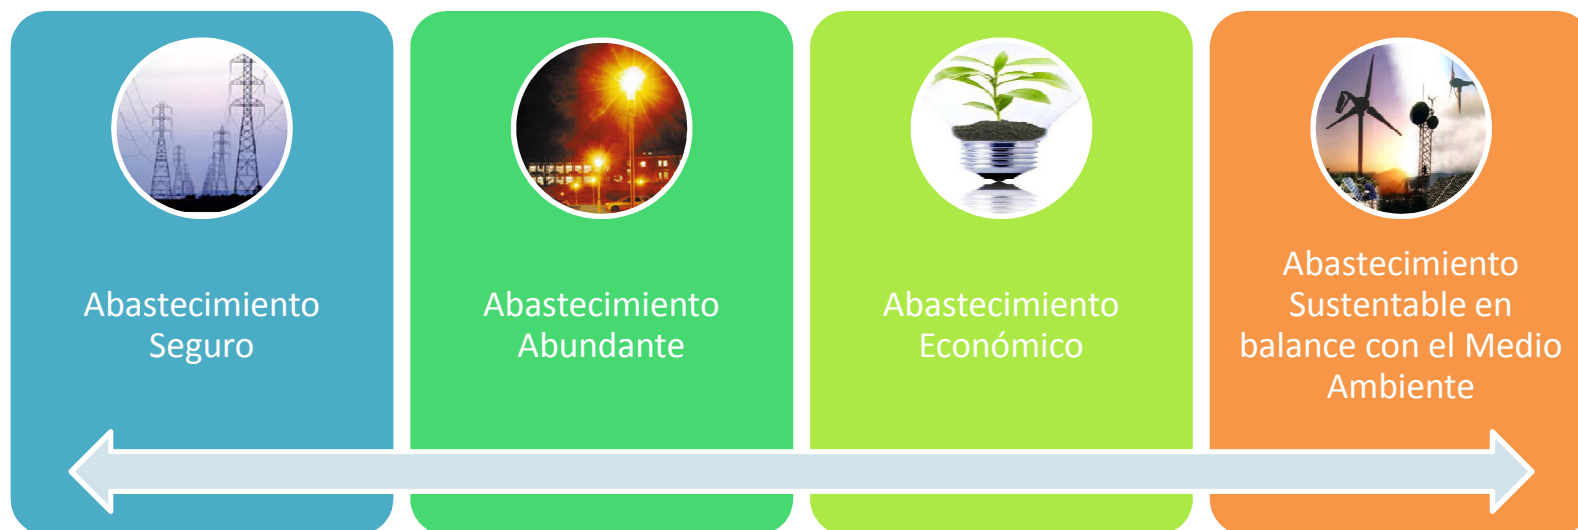 Abastecimiento
Seguro
Abastecimiento
Abundante
Abastecimiento
Económico
Abastecimiento
Sustentable en
balance con el Medio
Ambiente